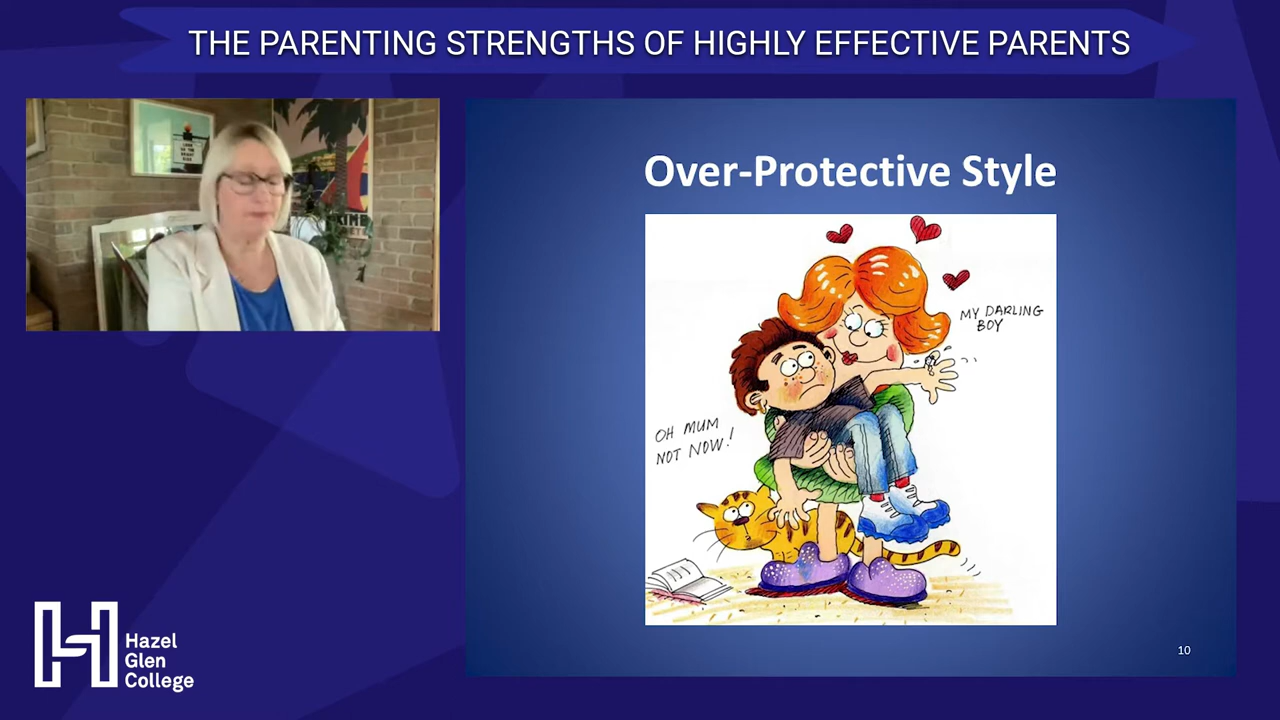 THE PARENTING STRENGTHS OF HIGHLY EFFECTIVE PARENTS
Over-Protective Style
MY DARLING
BOY
OH MUM
NOT NOW!
10
Hazel
Glen
College